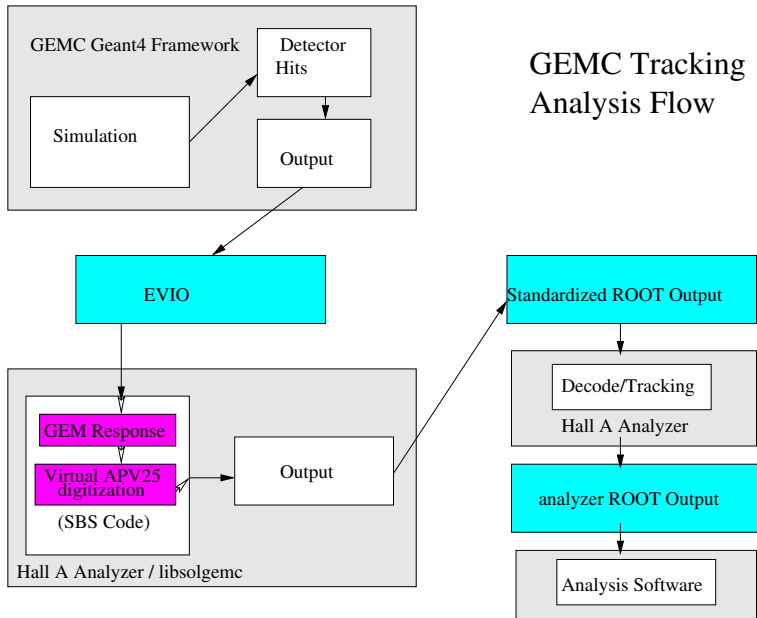 GEMC Geant4 Framework
Detector
Hits
Simulation
Output
GEMC Tracking
Analysis Flow
EVIO
GEM Response
Virtual APV25
digitization
(SBS Code)
Output
Hall A Analyzer / libsolgemc
Standardized ROOT Output
Decode/Tracking
Hall A Analyzer
analyzer ROOT Output
Analysis Software